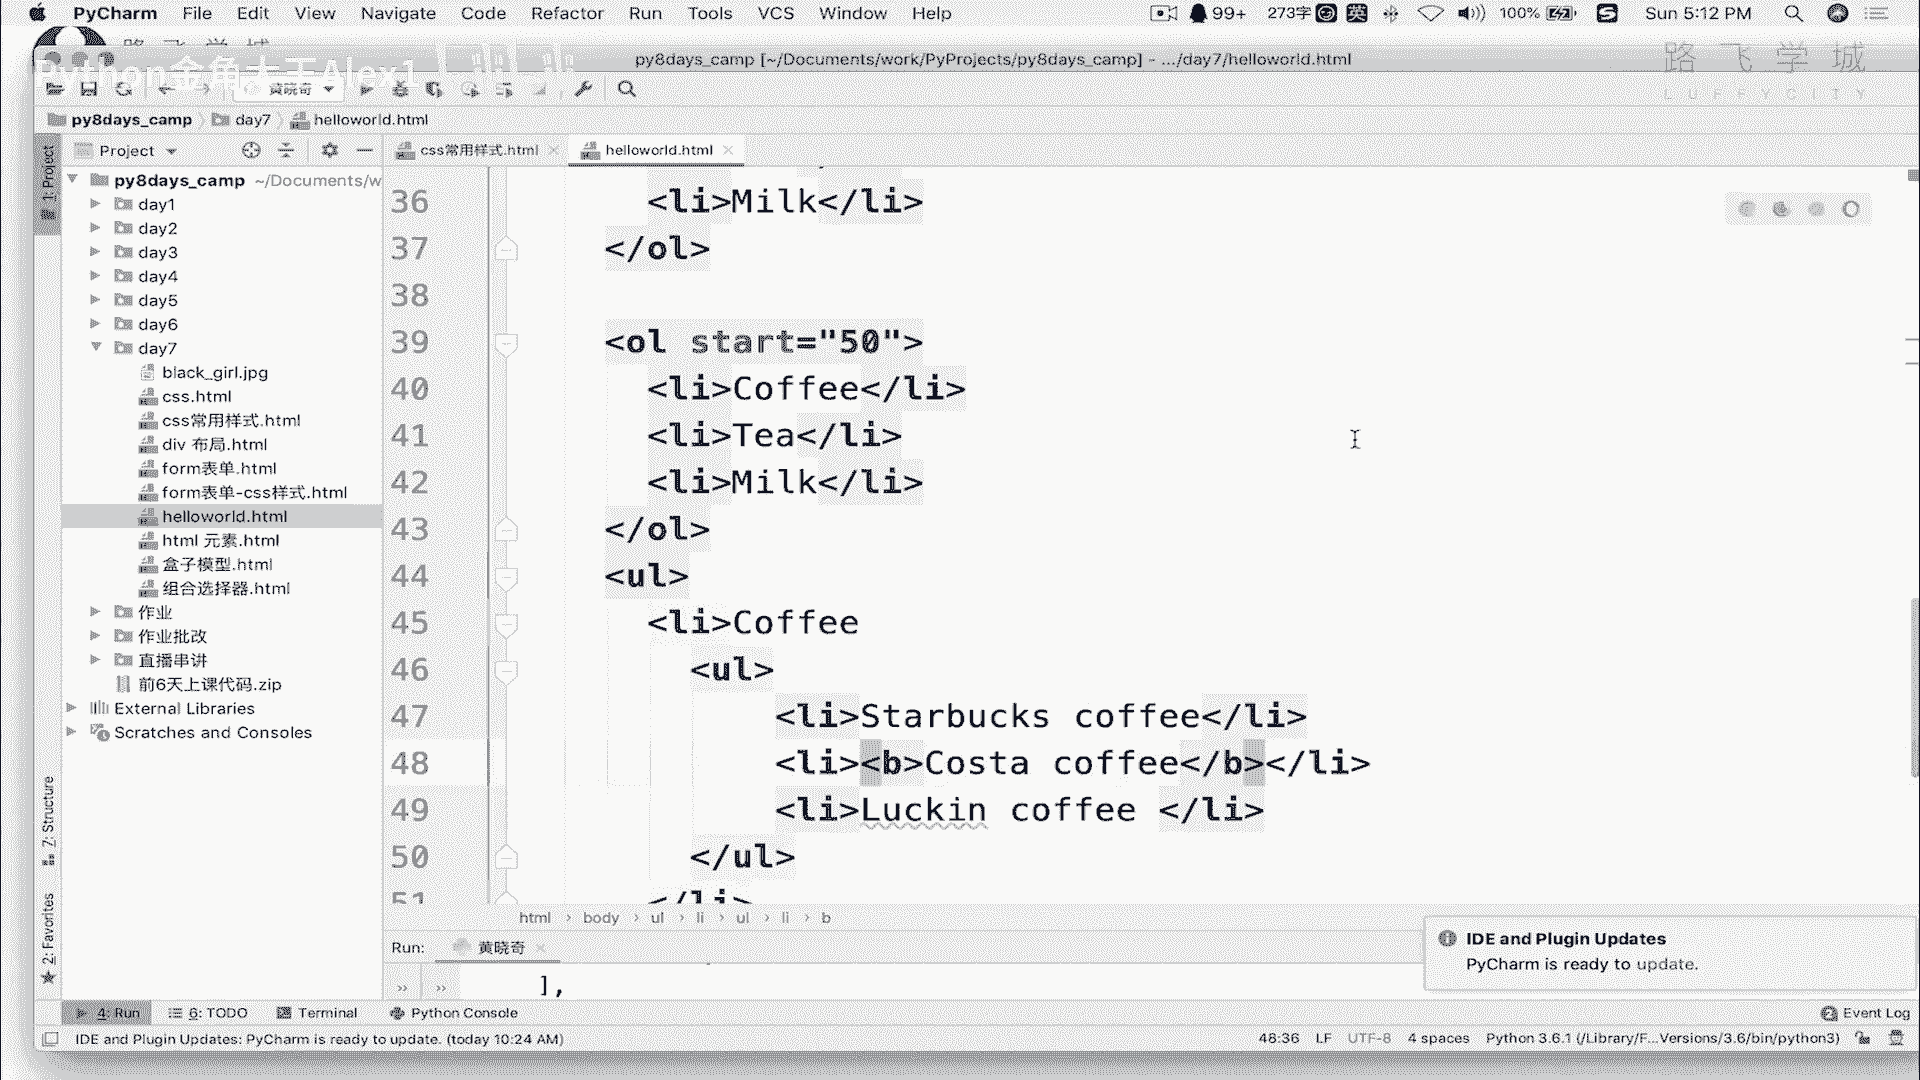 PyCharm File Edit View Navigate Code Refactor Run Tools VCS Window Help 99+ 273字 英 100% Sun 5:12 PM
路飞学城
py8days_camp [~/Documents/work/PyProjects/py8days_camp] - .../day7/helloworld.html
路飞学城
Python金角大王Alex1
黄晓奇
LUFFYCITY
py8days_camp day7 helloworld.html
1: Project
Project
css常用样式.html
helloworld.html
py8days_camp ~/Documents/w
day1
day2
day3
day4
day5
day6
day7
black_girl.jpg
css.html
css常用样式.html
div 布局.html
form表单.html
form表单-css样式.html
helloworld.html
html 元素.html
盒子模型.html
组合选择器.html
作业
作业批改
直播串讲
前6天上课代码.zip
External Libraries
Scratches and Consoles
7: Structure
2: Favorites
36 <li>Milk</li>
37 </ol>
38
39 <ol start="50">
40 <li>Coffee</li>
41 <li>Tea</li>
42 <li>Milk</li>
43 </ol>
44 <ul>
45 <li>Coffee
46 <ul>
47 <li>Starbucks coffee</li>
48 <li><b>Costa coffee</b></li>
49 <li>Luckin coffee </li>
50 </ul>
51 </li>
html › body › ul › li › ul › li › b
Run: 黄晓奇
» » ],
IDE and Plugin Updates
PyCharm is ready to update.
4: Run 6: TODO Terminal Python Console 2 Event Log
IDE and Plugin Updates: PyCharm is ready to update. (today 10:24 AM) 48:36 LF UTF-8 4 spaces Python 3.6.1 (/Library/F...Versions/3.6/bin/python3)